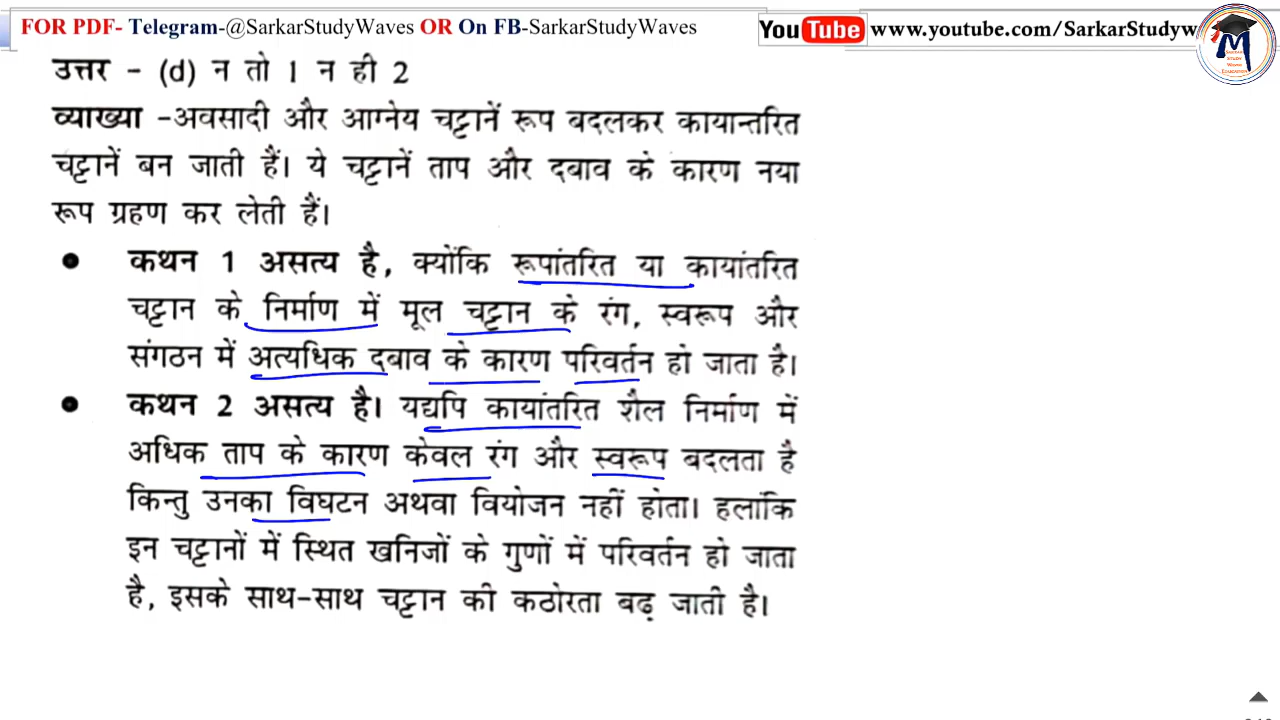 FOR PDF- Telegram-@SarkarStudyWaves OR On FB-SarkarStudyWaves
YouTube www.youtube.com/SarkarStudyw
उत्तर - (d) न तो 1 न ही 2
व्याख्या -अवसादी और आग्नेय चट्टानें रूप बदलकर कायान्तरित
चट्टानें बन जाती हैं। ये चट्टानें ताप और दबाव के कारण नया
रूप ग्रहण कर लेती हैं।
● कथन 1 असत्य है, क्योंकि रूपांतरित या कायांतरित
चट्टान के निर्माण में मूल चट्टान के रंग, स्वरूप और
संगठन में अत्यधिक दबाव के कारण परिवर्तन हो जाता है।
● कथन 2 असत्य है। यद्यपि कायांतरित शैल निर्माण में
अधिक ताप के कारण केवल रंग और स्वरूप बदलता है
किन्तु उनका विघटन अथवा वियोजन नहीं होता। हलांकि
इन चट्टानों में स्थित खनिजों के गुणों में परिवर्तन हो जाता
है, इसके साथ-साथ चट्टान की कठोरता बढ़ जाती है।